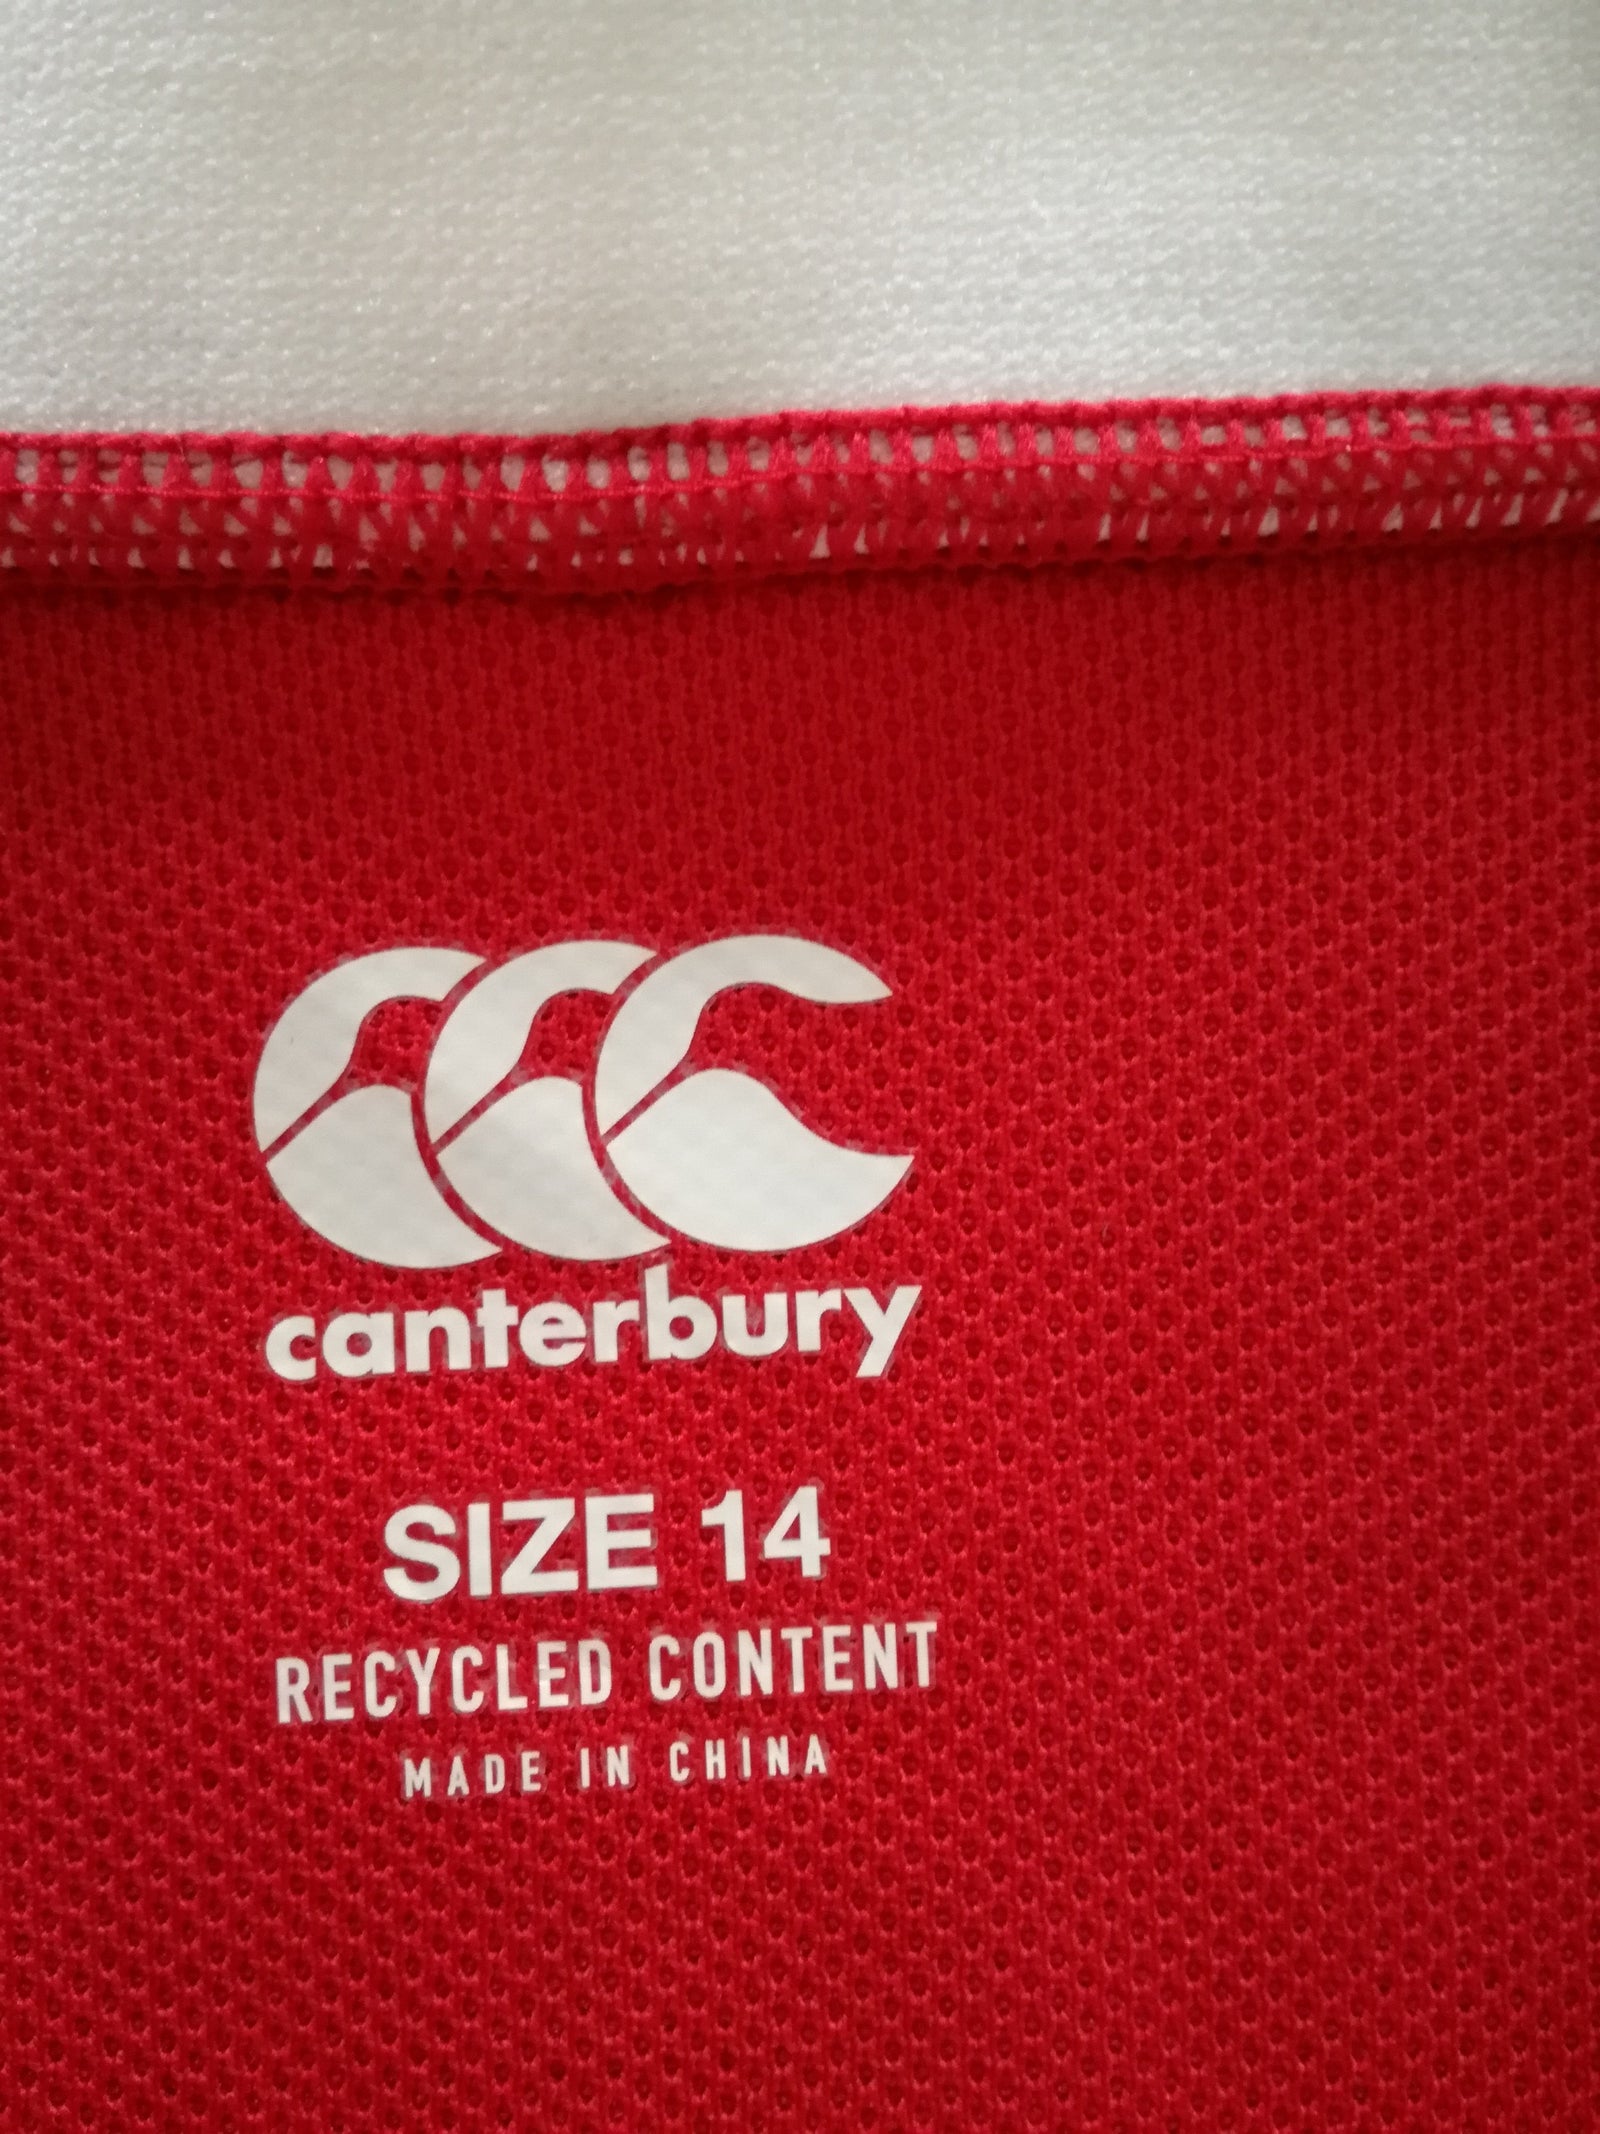 canterbury
SIZE 14
RECYCLED CONTENT
MADE IN CHINA